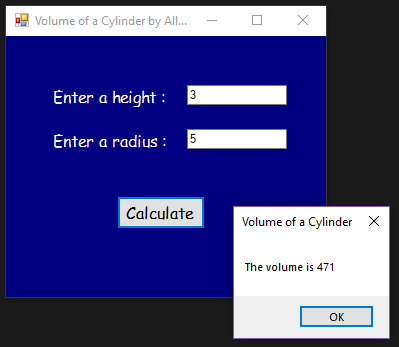 Volume of a Cylinder by All...
Enter a height :
3
Enter a radius :
5
Calculate
Volume of a Cylinder
The volume is 471
OK